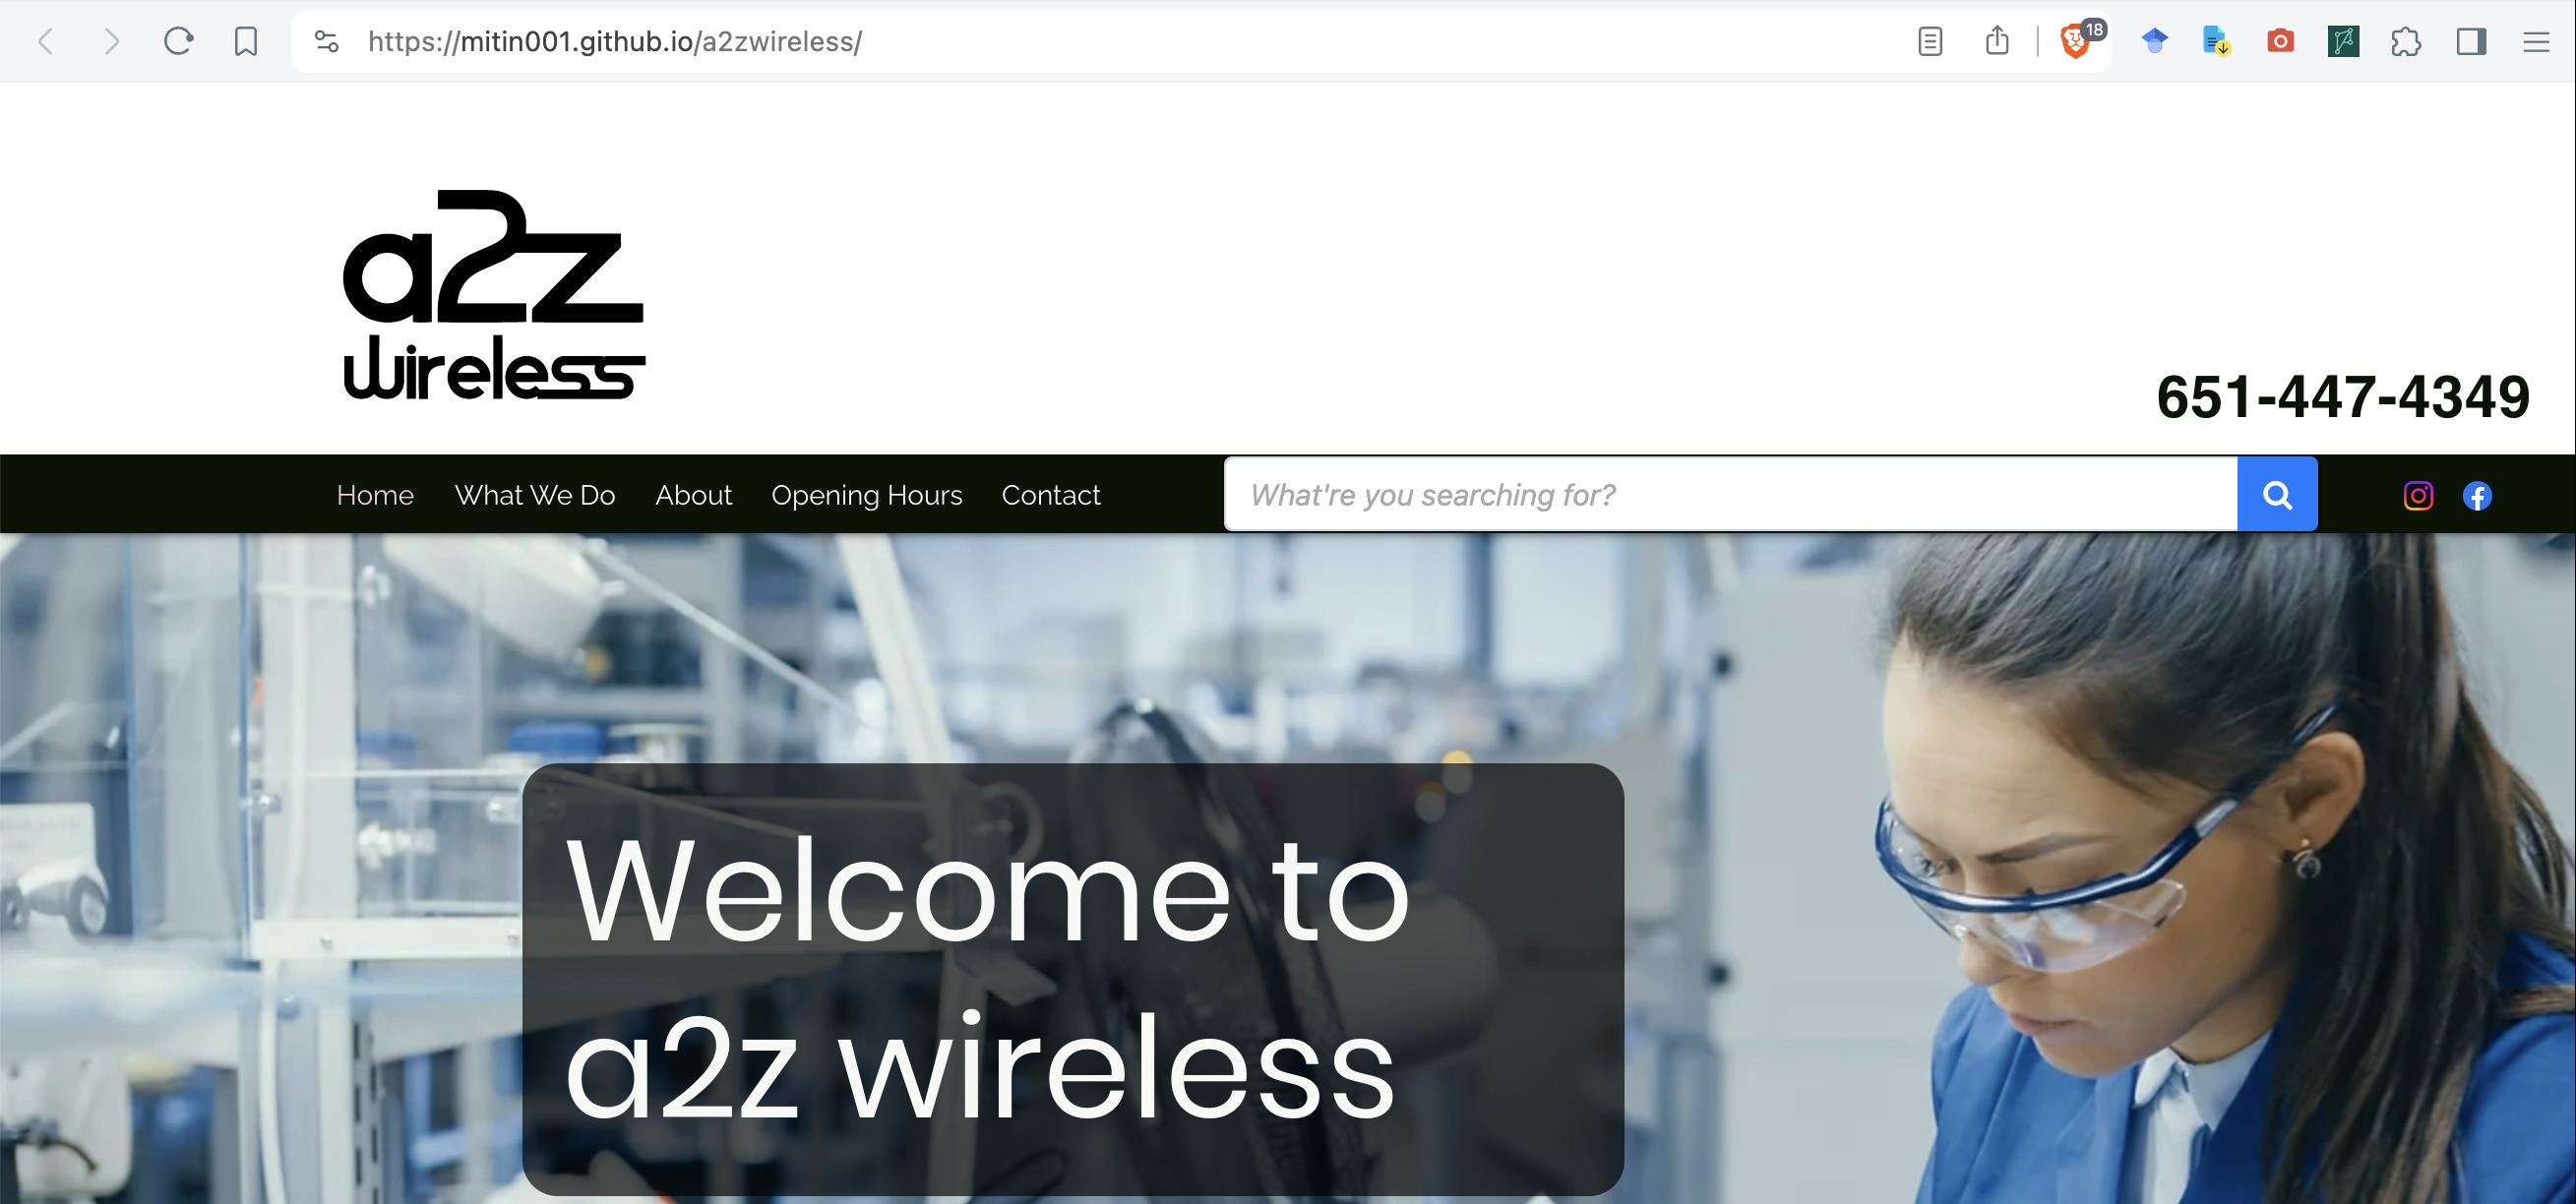 https://mitin001.github.io/a2zwireless/
18
a2z
wireless
651-447-4349
Home What We Do About Opening Hours Contact
What're you searching for?
Welcome to
a2z wireless